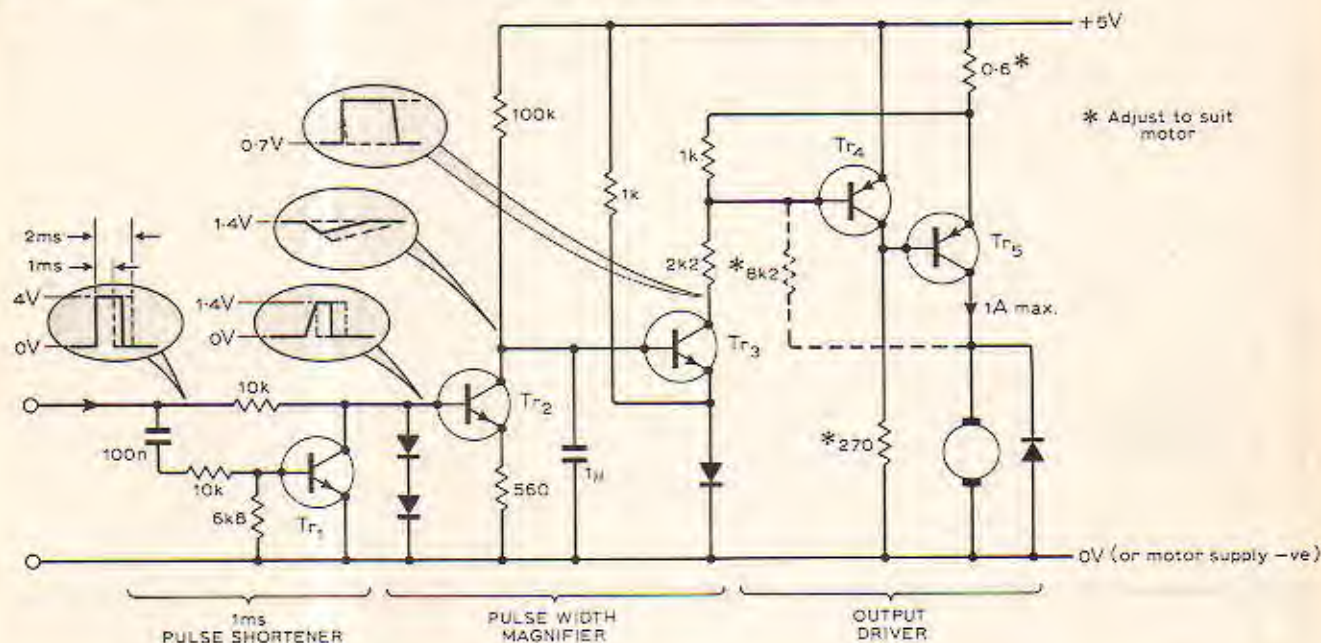 +5V
0·6*
* Adjust to suit
motor
100k
0·7V
1k
1k
Tr4
Tr5
1·4V
2k2
*8k2
2ms
1ms
4V
0V
1·4V
0V
1A max.
Tr3
10k
Tr2
100n
10k
6k8
Tr1
560
1µ
*270
0V (or motor supply –ve)
1ms
PULSE SHORTENER
PULSE WIDTH
MAGNIFIER
OUTPUT
DRIVER